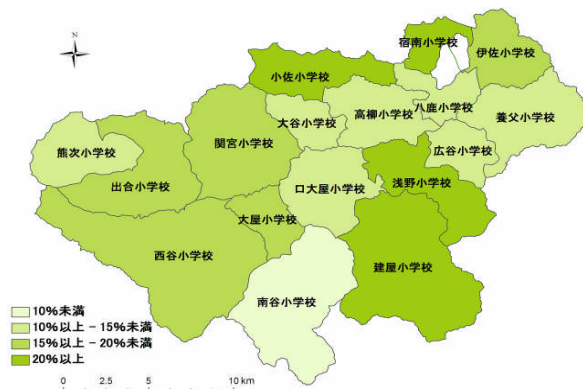 N
宿南小学校
伊佐小学校
小佐小学校
大谷小学校
高柳小学校
八鹿小学校
養父小学校
熊次小学校
関宮小学校
広谷小学校
出合小学校
口大屋小学校
浅野小学校
大屋小学校
西谷小学校
建屋小学校
南谷小学校
10%未満
10%以上 - 15%未満
15%以上 - 20%未満
20%以上
0 5 10 km